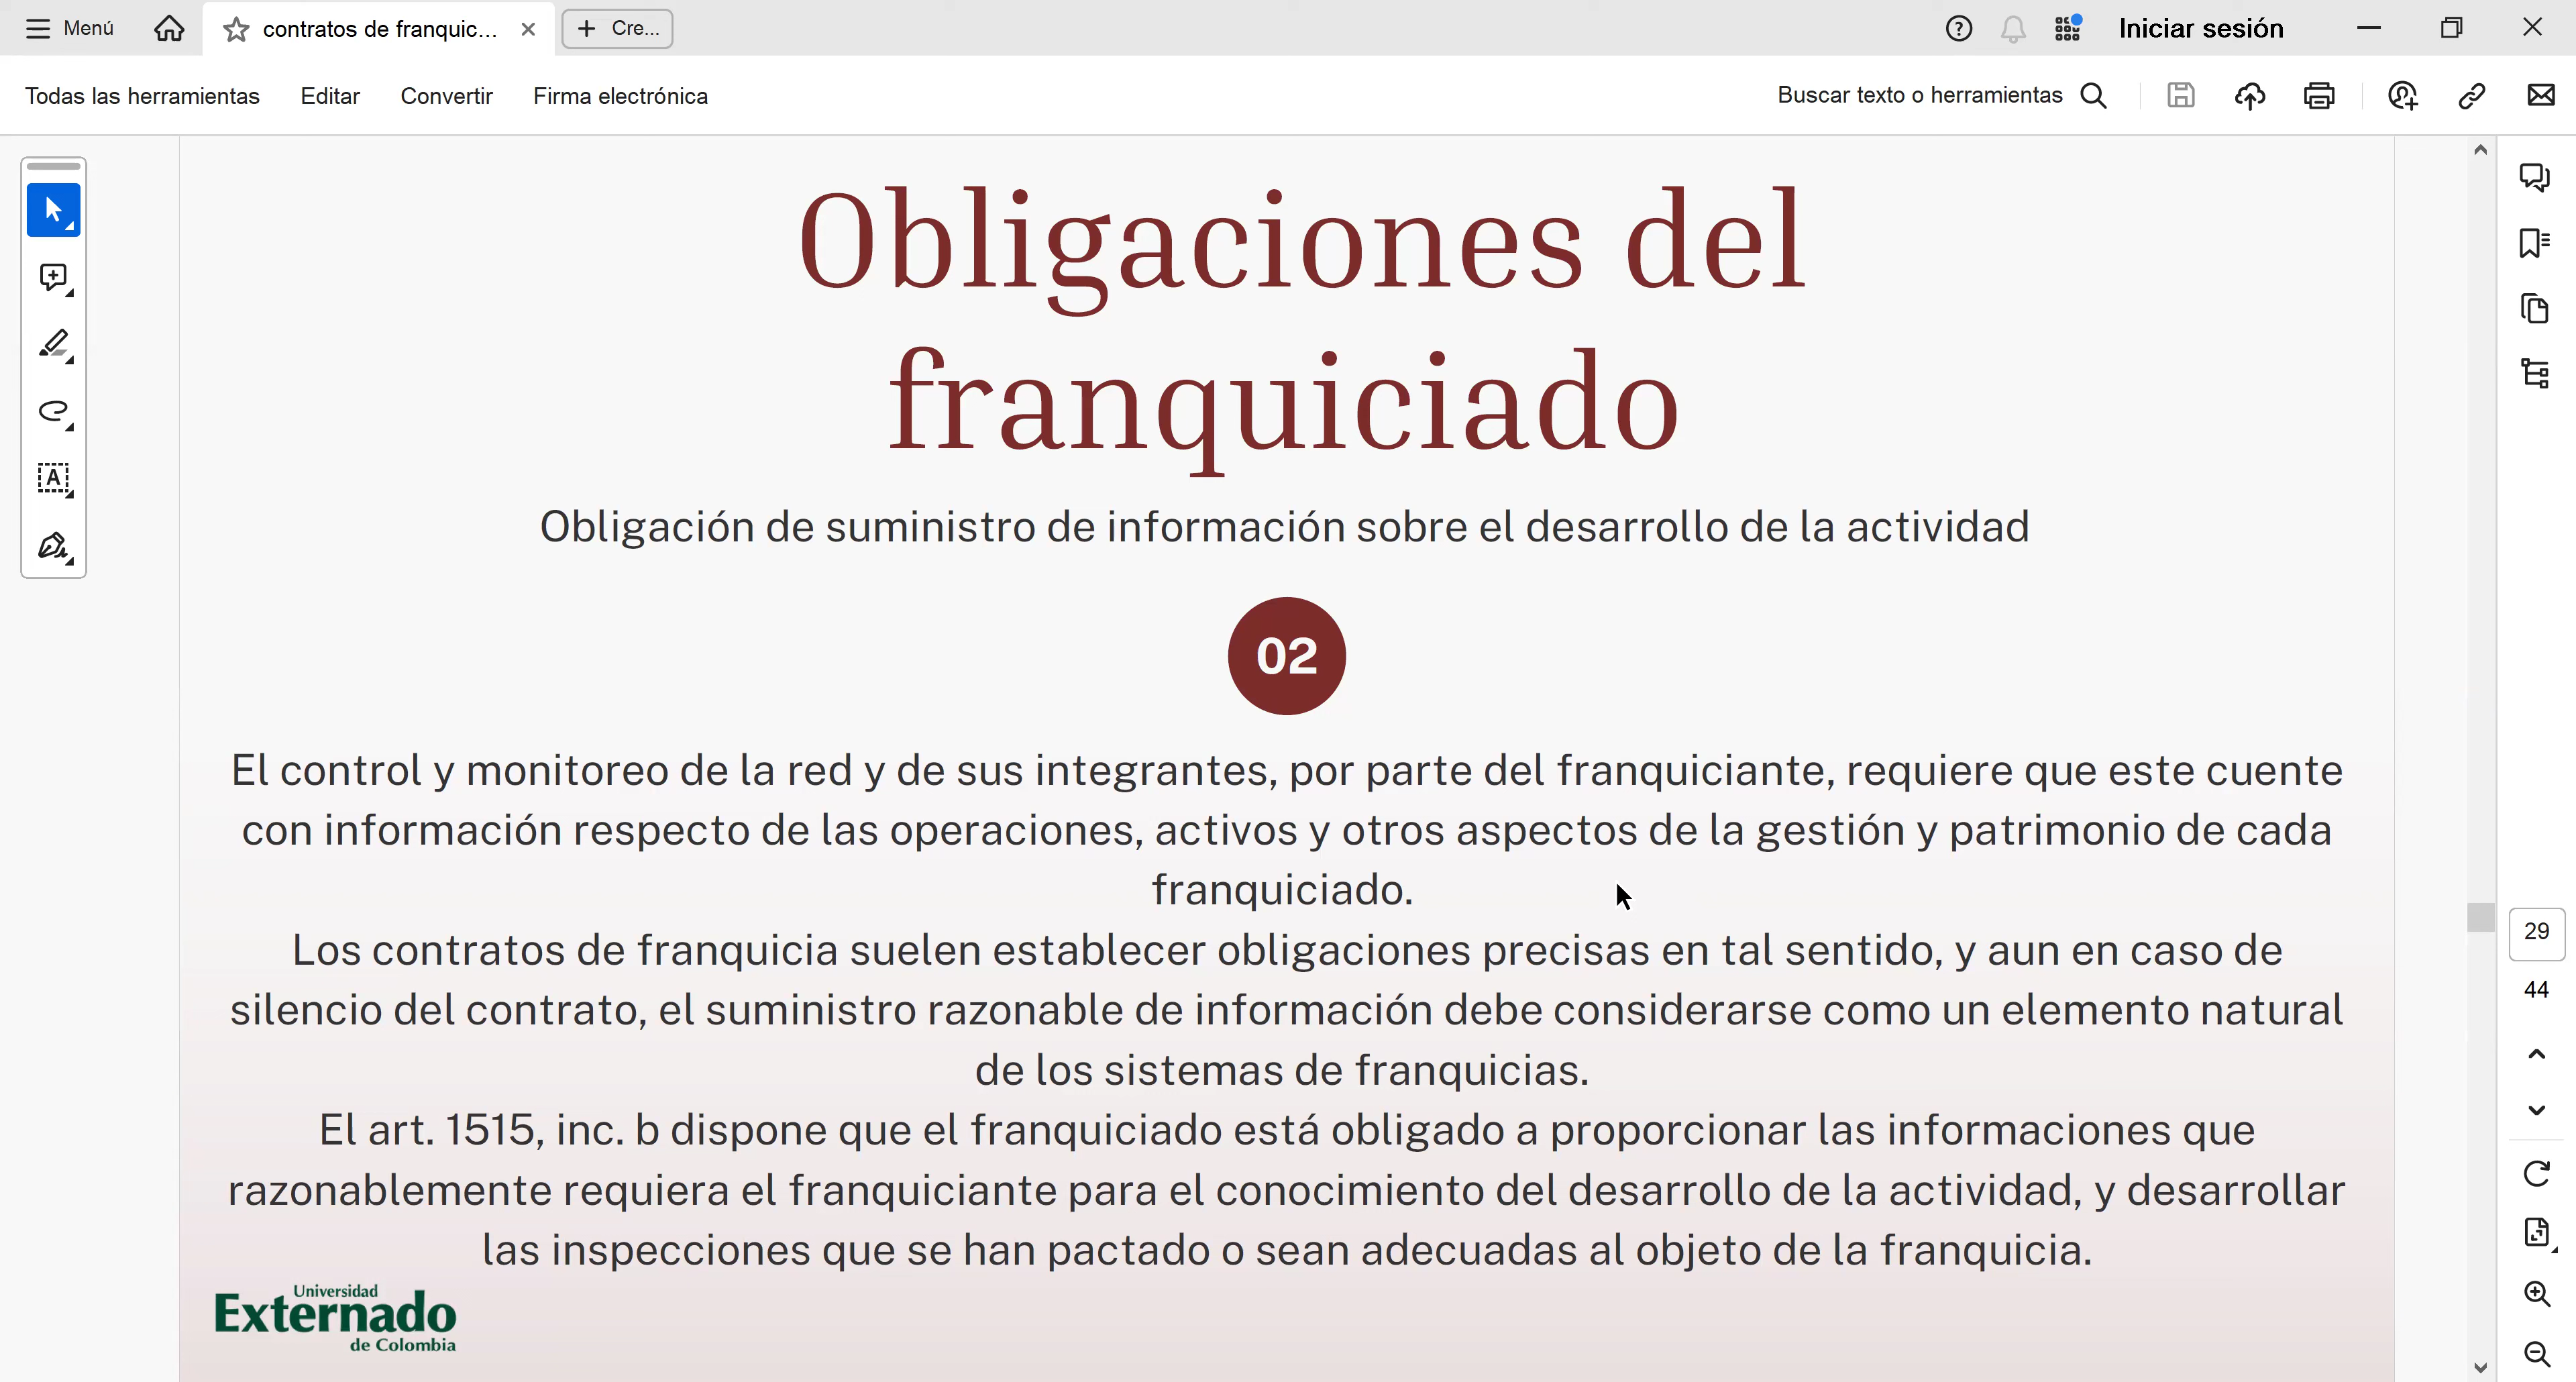 Menú
contratos de franquic...
Cre...
Iniciar sesión
Todas las herramientas
Editar
Convertir
Firma electrónica
Buscar texto o herramientas
Obligaciones del
franquiciado
Obligación de suministro de información sobre el desarrollo de la actividad
02
El control y monitoreo de la red y de sus integrantes, por parte del franquiciante, requiere que este cuente
con información respecto de las operaciones, activos y otros aspectos de la gestión y patrimonio de cada
franquiciado.
Los contratos de franquicia suelen establecer obligaciones precisas en tal sentido, y aun en caso de
silencio del contrato, el suministro razonable de información debe considerarse como un elemento natural
de los sistemas de franquicias.
El art. 1515, inc. b dispone que el franquiciado está obligado a proporcionar las informaciones que
razonablemente requiera el franquiciante para el conocimiento del desarrollo de la actividad, y desarrollar
las inspecciones que se han pactado o sean adecuadas al objeto de la franquicia.
Universidad
Externado
de Colombia
29
44